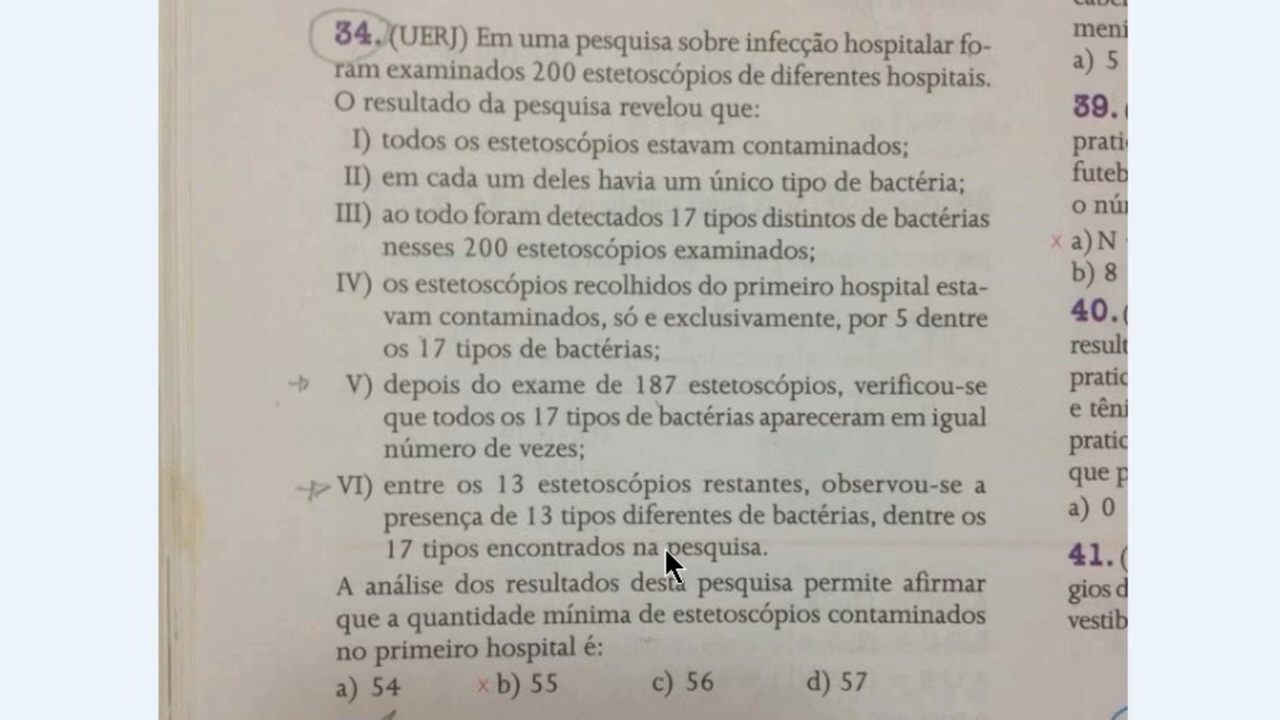 34. (UERJ) Em uma pesquisa sobre infecção hospitalar fo-
ram examinados 200 estetoscópios de diferentes hospitais.
O resultado da pesquisa revelou que:
I) todos os estetoscópios estavam contaminados;
II) em cada um deles havia um único tipo de bactéria;
III) ao todo foram detectados 17 tipos distintos de bactérias
nesses 200 estetoscópios examinados;
IV) os estetoscópios recolhidos do primeiro hospital esta-
vam contaminados, só e exclusivamente, por 5 dentre
os 17 tipos de bactérias;
V) depois do exame de 187 estetoscópios, verificou-se
que todos os 17 tipos de bactérias apareceram em igual
número de vezes;
VI) entre os 13 estetoscópios restantes, observou-se a
presença de 13 tipos diferentes de bactérias, dentre os
17 tipos encontrados na pesquisa.
A análise dos resultados desta pesquisa permite afirmar
que a quantidade mínima de estetoscópios contaminados
no primeiro hospital é:
a) 54 x b) 55 c) 56 d) 57
meni
a) 5
39. (
prati
futeb
o nú
x a) N
b) 8
40. (
result
pratic
e têni
pratic
que p
a) 0
41. (
gios d
vestib